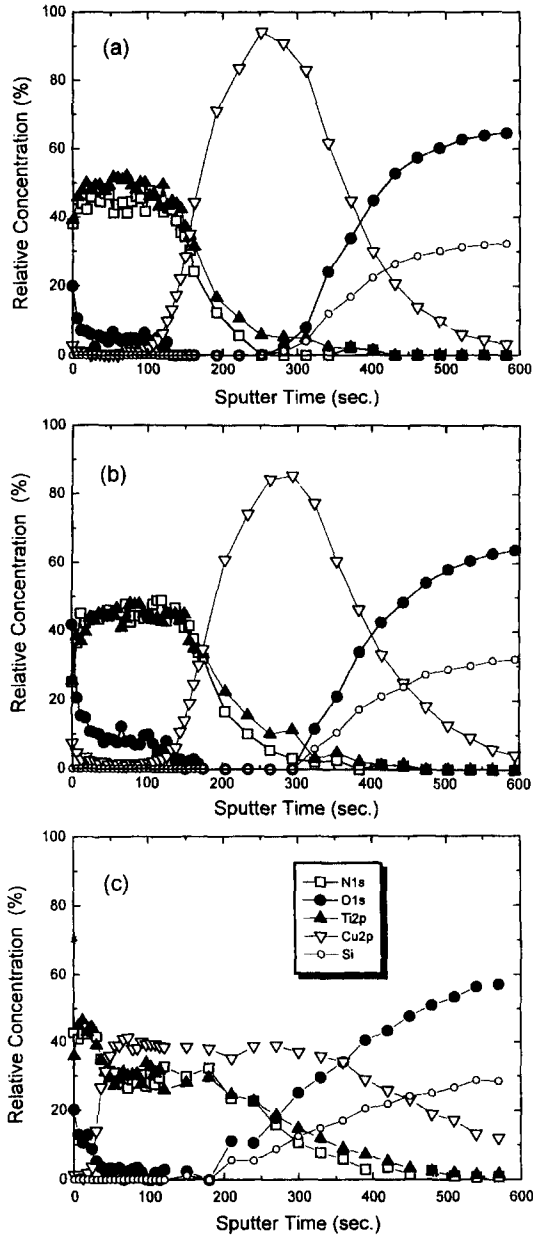 (a)
Relative Concentration (%)
100
80
60
40
20
0
0 100 200 300 400 500 600
Sputter Time (sec.)
(b)
Relative Concentration (%)
100
80
60
40
20
0
0 100 200 300 400 500 600
Sputter Time (sec.)
(c)
Relative Concentration (%)
100
80
60
40
20
0
N1s
O1s
Ti2p
Cu2p
Si
0 100 200 300 400 500 600
Sputter Time (sec.)